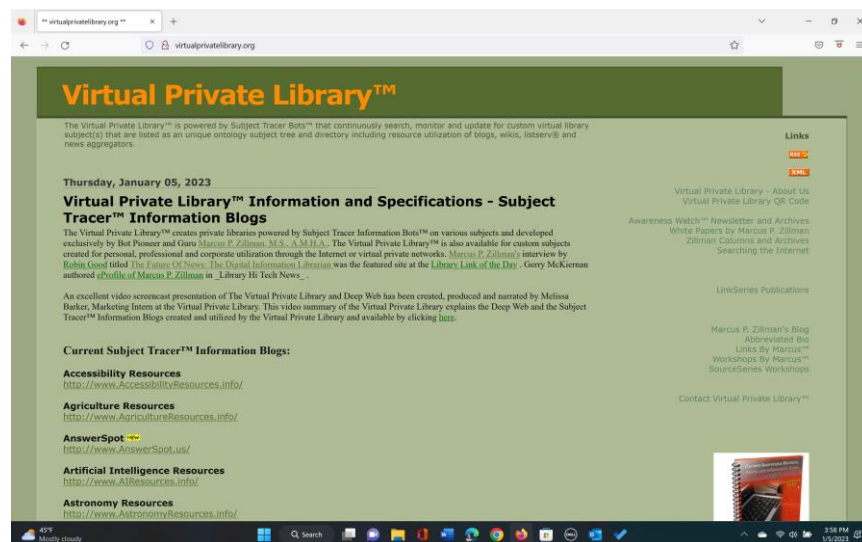 ** virtualprivatelibrary.org **
virtualprivatelibrary.org
Virtual Private Library™
The Virtual Private Library™ is powered by Subject Tracer Bots™ that continuously search, monitor and update for custom virtual library
subject(s) that are listed as an unique ontology subject tree and directory including resource utilization of blogs, wikis, listserv® and
news aggregators.
Thursday, January 05, 2023
Virtual Private Library™ Information and Specifications - Subject
Tracer™ Information Blogs
The Virtual Private Library™ creates private libraries powered by Subject Tracer Information Bots™ on various subjects and developed
exclusively by Bot Pioneer and Guru Marcus P. Zillman, M.S., A.M.H.A.. The Virtual Private Library™ is also available for custom subjects
created for personal, professional and corporate utilization through the Internet or virtual private networks. Marcus P. Zillman's interview by
Robin Good titled The Future Of News: The Digital Information Librarian was the featured site at the Library Link of the Day . Gerry McKiernan
authored eProfile of Marcus P. Zillman in _Library Hi Tech News_ .
An excellent video screencast presentation of The Virtual Private Library and Deep Web has been created, produced and narrated by Melissa
Barker, Marketing Intern at the Virtual Private Library. This video summary of the Virtual Private Library explains the Deep Web and the Subject
Tracer™ Information Blogs created and utilized by the Virtual Private Library and available by clicking here.
Current Subject Tracer™ Information Blogs:
Accessibility Resources
http://www.AccessibilityResources.info/
Agriculture Resources
http://www.AgricultureResources.info/
AnswerSpot NEW
http://www.AnswerSpot.us/
Artificial Intelligence Resources
http://www.AIResources.info/
Astronomy Resources
http://www.AstronomyResources.info/
Links
RSS
XML
Virtual Private Library - About Us
Virtual Private Library QR Code
Awareness Watch™ Newsletter and Archives
White Papers by Marcus P. Zillman
Zillman Columns and Archives
Searching the Internet
LinkSeries Publications
Marcus P. Zillman's Blog
Abbreviated Bio
Links By Marcus™
Workshops By Marcus™
SourceSeries Workshops
Contact Virtual Private Library™
45°F
Mostly cloudy
Search
3:58 PM
1/5/2023